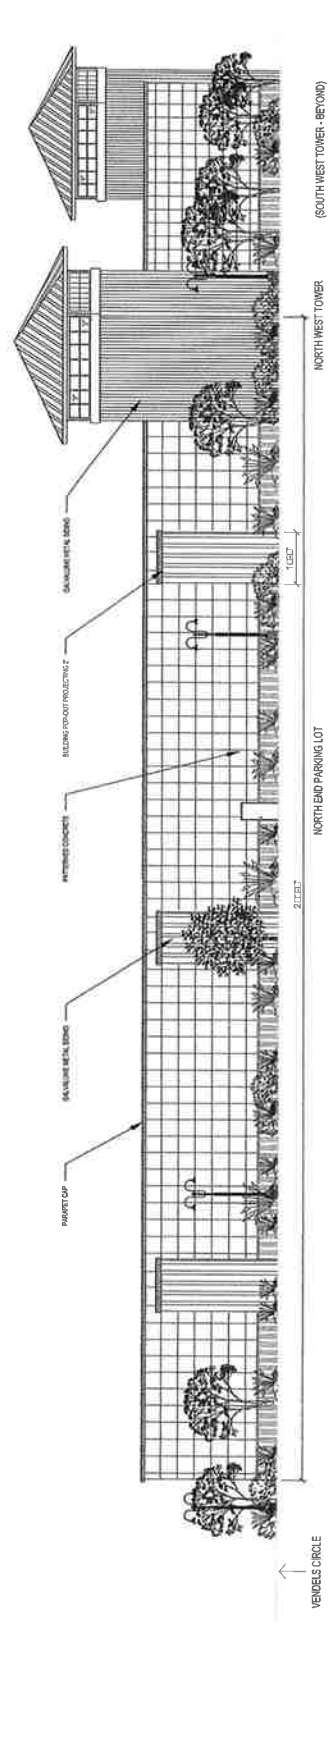 (SOUTH WEST TOWER - BEYOND)
NORTH WEST TOWER
GALVALUME METAL SIDING
BUILDING POP-OUT PROJECTING 2'
PATTERNED CONCRETE
NORTH END PARKING LOT
GALVALUME METAL SIDING
PARAPET CAP
VENDELS CIRCLE